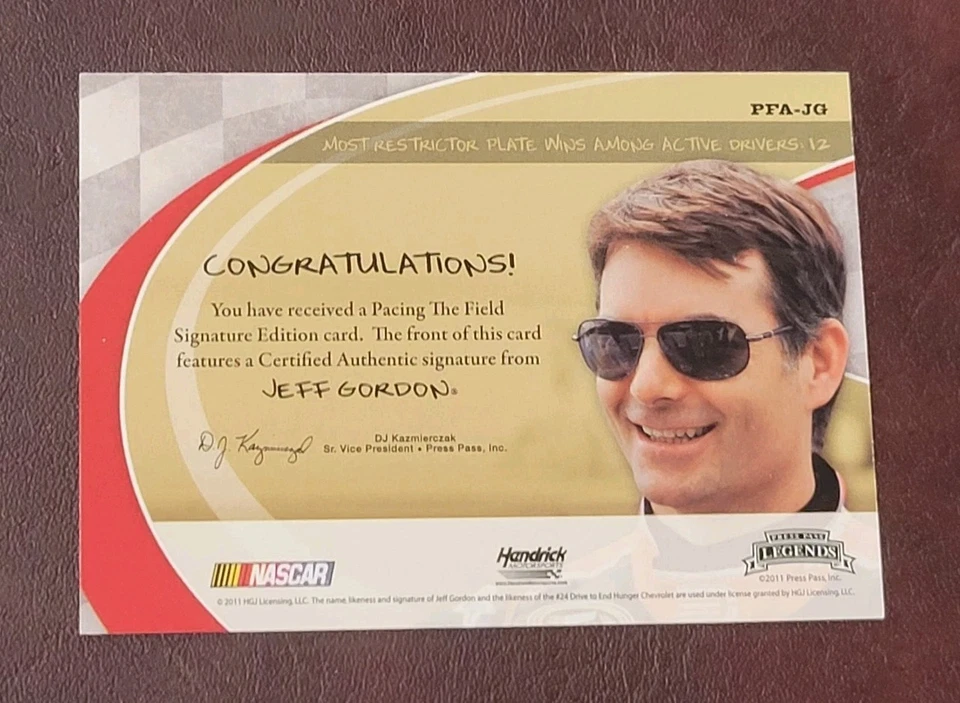 PFA-JG
MOST RESTRICTOR PLATE WINS AMONG ACTIVE DRIVERS: 12
CONGRATULATIONS!
You have received a Pacing The Field
Signature Edition card. The front of this card
features a Certified Authentic signature from
JEFF GORDON®
D.J. Kazmierczak
DJ Kazmierczak
Sr. Vice President • Press Pass, Inc.
NASCAR
Hendrick
MOTORSPORTS
PRESS PASS
LEGENDS
©2011 Press Pass, Inc.
© 2011 HGJ Licensing, LLC. The name, likeness and signature of Jeff Gordon and the likeness of the #24 Drive to End Hunger Chevrolet are used under license granted by HGJ Licensing, LLC.